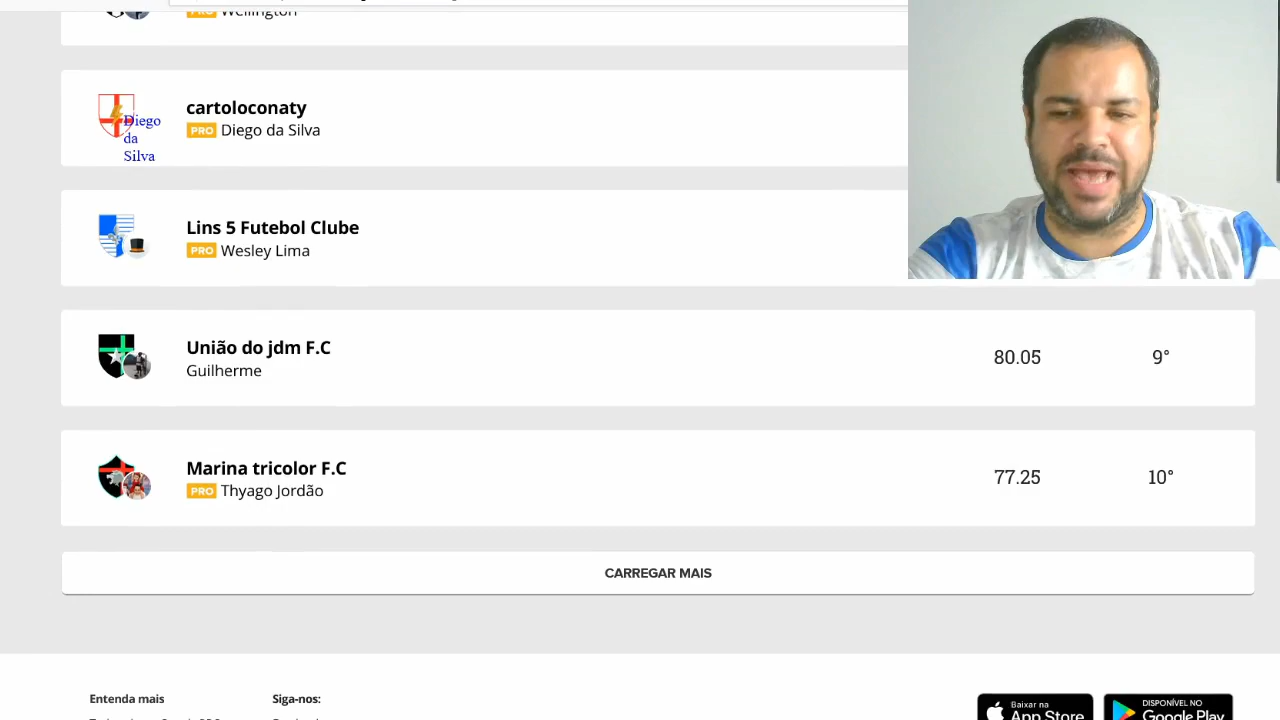 PRO Wellington
cartoloconaty
PRO Diego da Silva
Diego
da
Silva
Lins 5 Futebol Clube
PRO Wesley Lima
União do jdm F.C
Guilherme
80.05
9°
Marina tricolor F.C
PRO Thyago Jordão
77.25
10°
CARREGAR MAIS
Entenda mais
Siga-nos:
Baixar na
App Store
DISPONÍVEL NO
Google Play